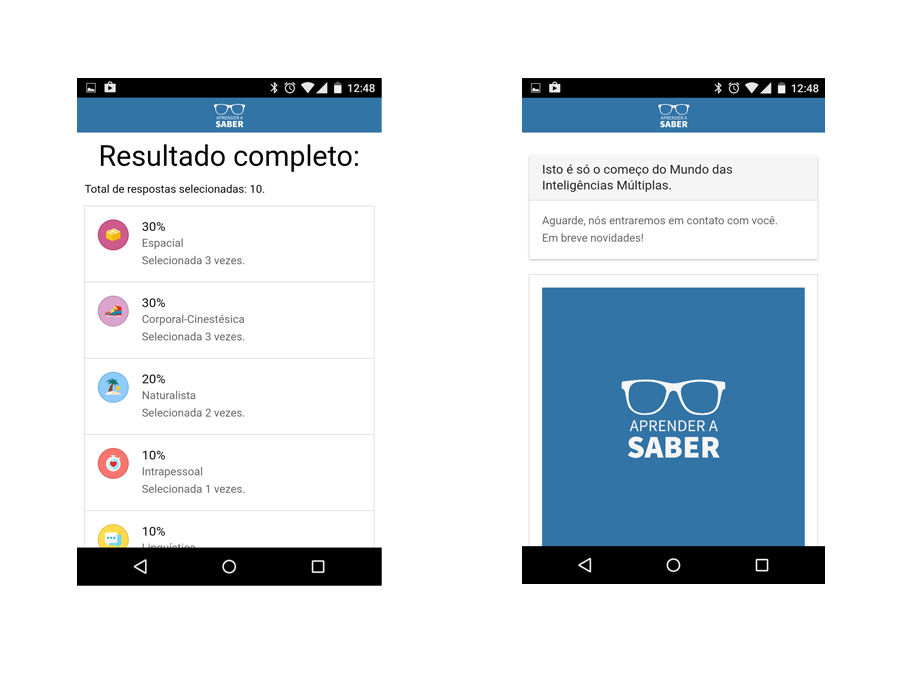 12:48
APRENDER A
SABER
Resultado completo:
Total de respostas selecionadas: 10.
30%
Espacial
Selecionada 3 vezes.
30%
Corporal-Cinestésica
Selecionada 3 vezes.
20%
Naturalista
Selecionada 2 vezes.
10%
Intrapessoal
Selecionada 1 vezes.
10%
Linguística
12:48
APRENDER A
SABER
Isto é só o começo do Mundo das
Inteligências Múltiplas.
Aguarde, nós entraremos em contato com você.
Em breve novidades!
APRENDER A
SABER